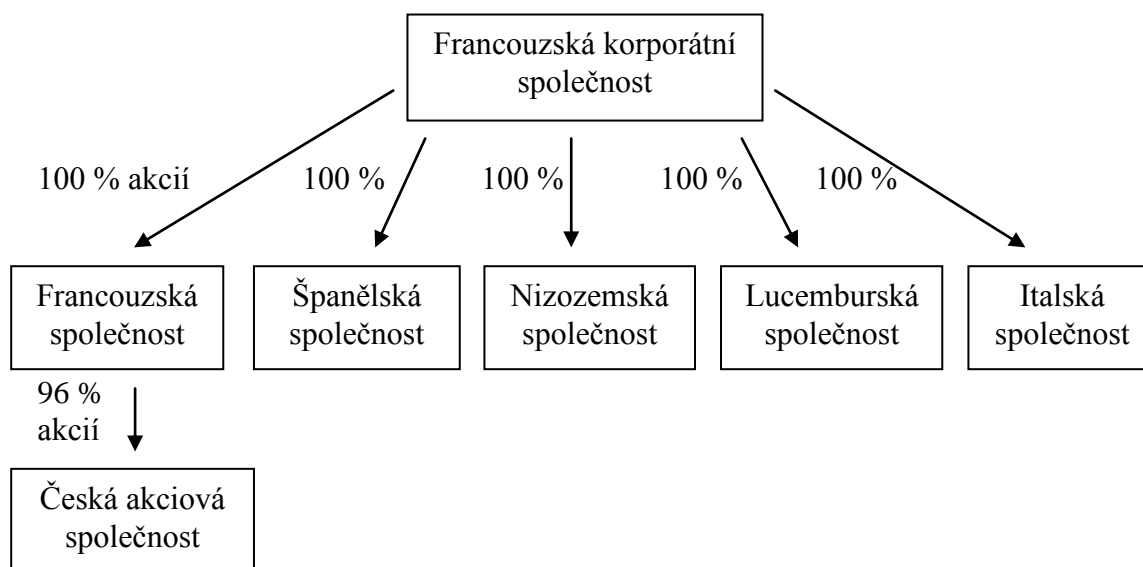 Francouzská korporátní
společnost
100 % akcií
100 %
100 %
100 %
100 %
Francouzská
společnost
Španělská
společnost
Nizozemská
společnost
Lucemburská
společnost
Italská
společnost
96 %
akcií
Česká akciová
společnost